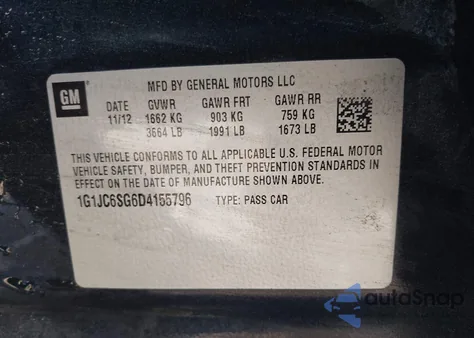 GM
MFD BY GENERAL MOTORS LLC
DATE GVWR GAWR FRT GAWR RR
11/12 1662 KG 903 KG 759 KG
3664 LB 1991 LB 1673 LB
THIS VEHICLE CONFORMS TO ALL APPLICABLE U.S. FEDERAL MOTOR
VEHICLE SAFETY, BUMPER, AND THEFT PREVENTION STANDARDS IN
EFFECT ON THE DATE OF MANUFACTURE SHOWN ABOVE.
1G1JC6SG6D4155796 TYPE: PASS CAR
autoSnap